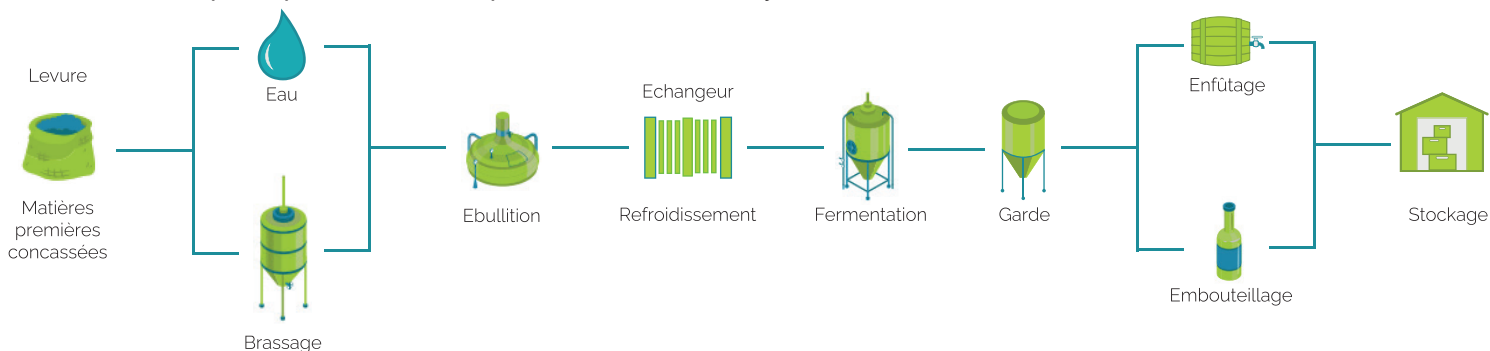 Levure
Matières
premières
concassées
Eau
Brassage
Ebullition
Echangeur
Refroidissement
Fermentation
Garde
Enfûtage
Embouteillage
Stockage